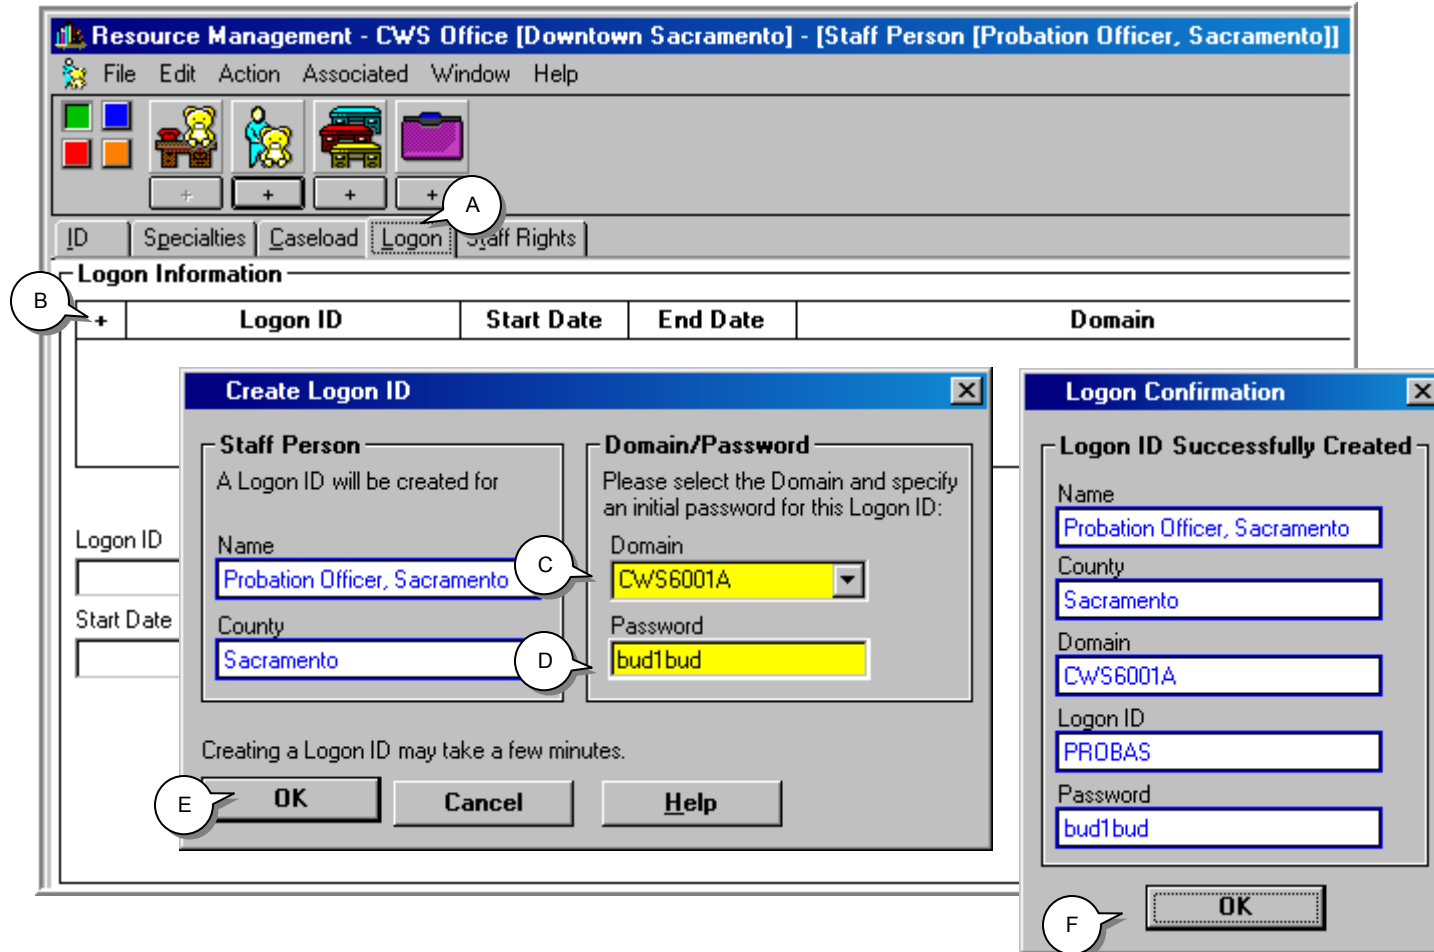 Resource Management - CWS Office [Downtown Sacramento] - [Staff Person [Probation Officer, Sacramento]]
File Edit Action Associated Window Help
+ + + +
A
ID Specialties Caseload Logon Staff Rights
Logon Information
B
+ Logon ID Start Date End Date Domain
Logon ID
Start Date
Create Logon ID
Staff Person
A Logon ID will be created for
Name
Probation Officer, Sacramento
County
Sacramento
Domain/Password
Please select the Domain and specify
an initial password for this Logon ID:
Domain
C
CWS6001A
Password
D
bud1bud
Creating a Logon ID may take a few minutes.
E
OK Cancel Help
Logon Confirmation
Logon ID Successfully Created
Name
Probation Officer, Sacramento
County
Sacramento
Domain
CWS6001A
Logon ID
PROBAS
Password
bud1bud
F
OK